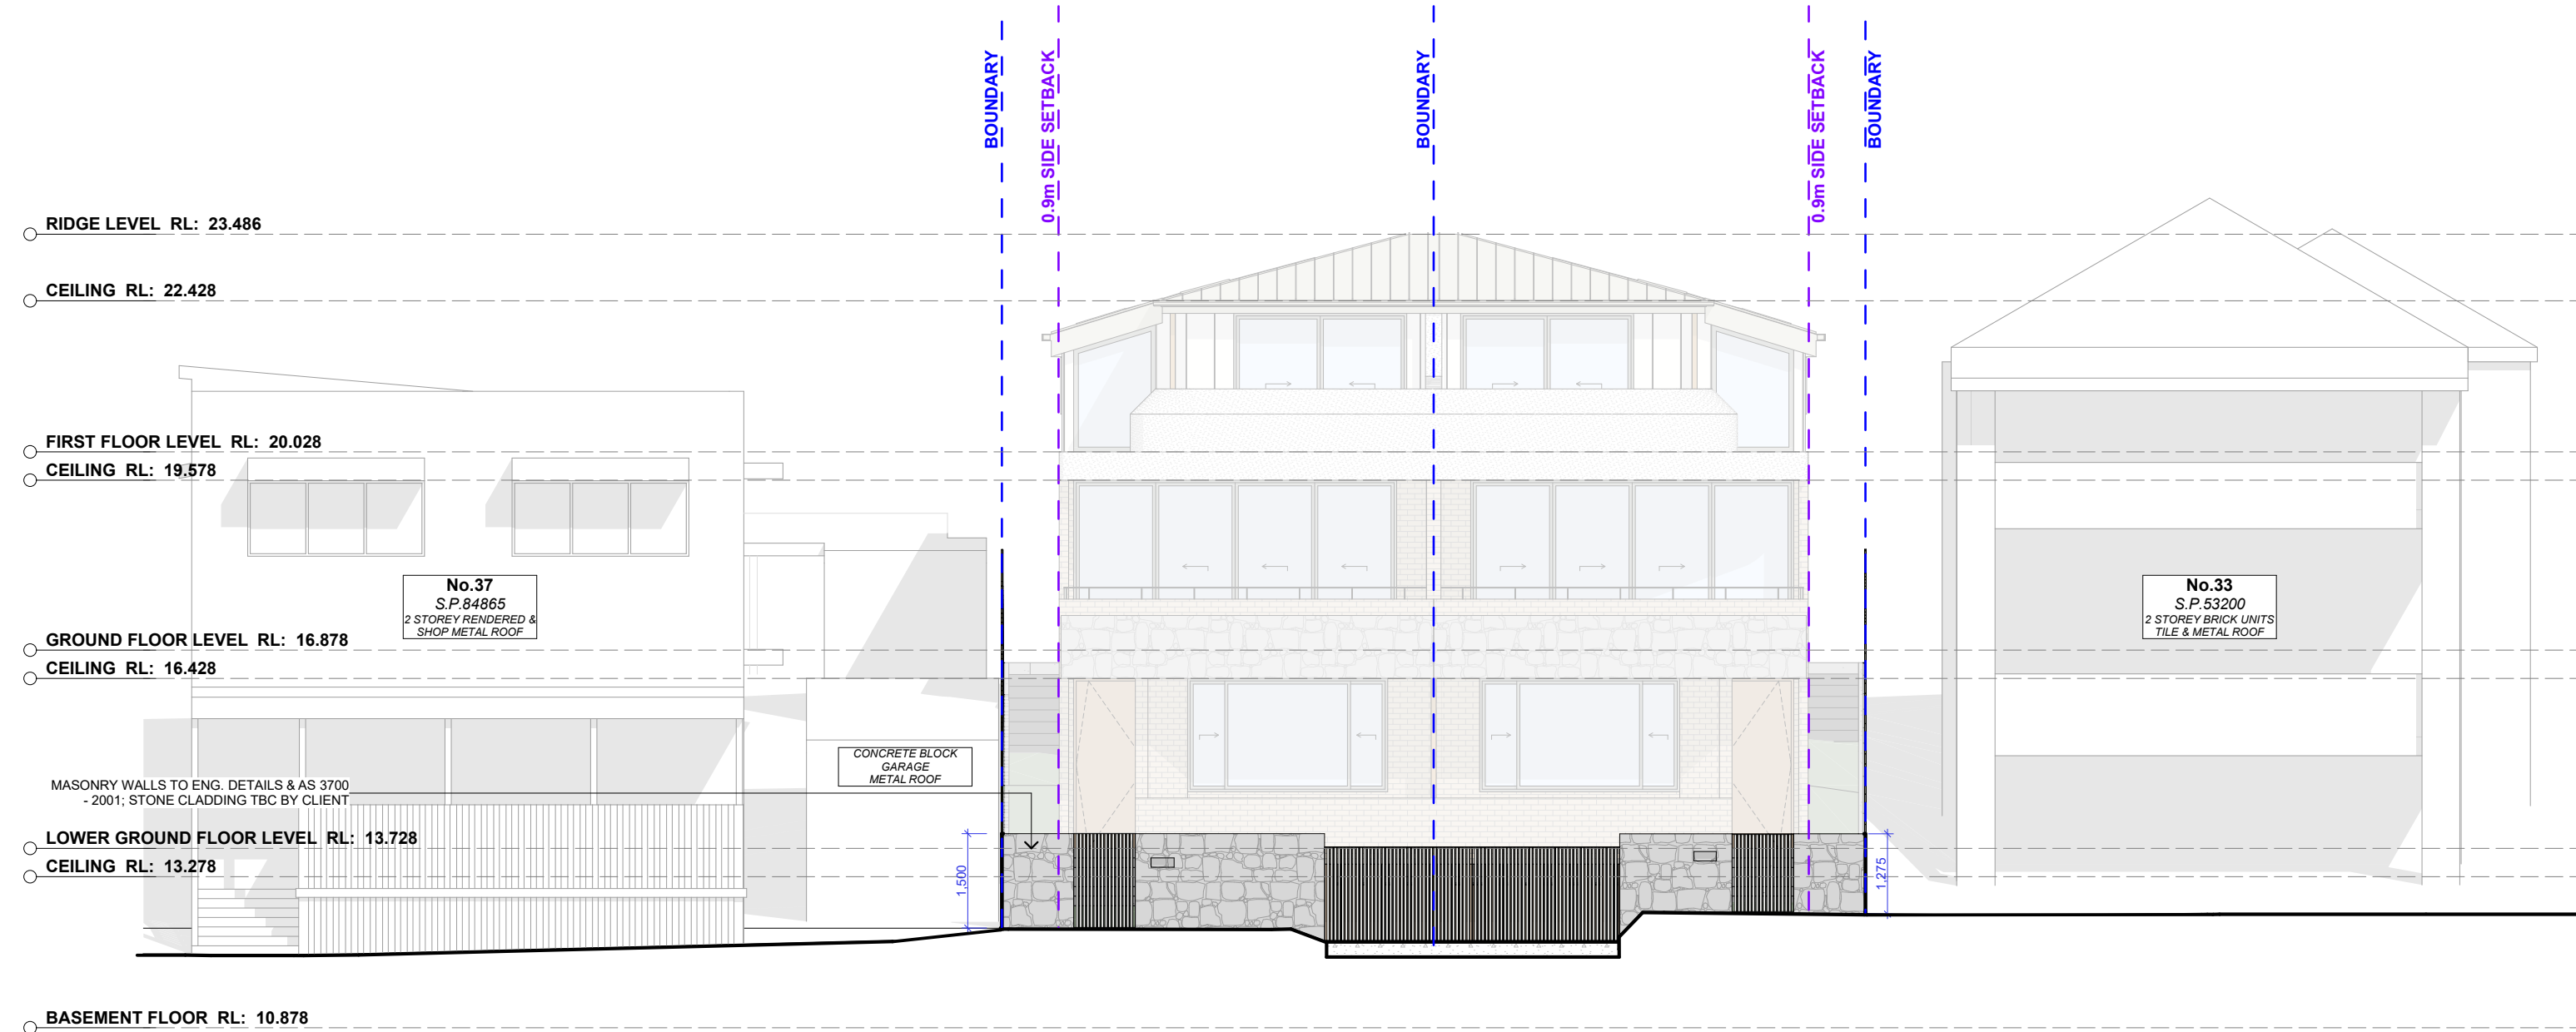 BOUNDARY
0.9m SIDE SETBACK
BOUNDARY
0.9m SIDE SETBACK
BOUNDARY
RIDGE LEVEL RL: 23.486
CEILING RL: 22.428
FIRST FLOOR LEVEL RL: 20.028
CEILING RL: 19.578
No.37
S.P.84865
2 STOREY RENDERED &
SHOP METAL ROOF
No.33
S.P.53200
2 STOREY BRICK UNITS
TILE & METAL ROOF
GROUND FLOOR LEVEL RL: 16.878
CEILING RL: 16.428
CONCRETE BLOCK
GARAGE
METAL ROOF
MASONRY WALLS TO ENG. DETAILS & AS 3700
- 2001; STONE CLADDING TBC BY CLIENT
LOWER GROUND FLOOR LEVEL RL: 13.728
CEILING RL: 13.278
1,500
1,275
BASEMENT FLOOR RL: 10.878